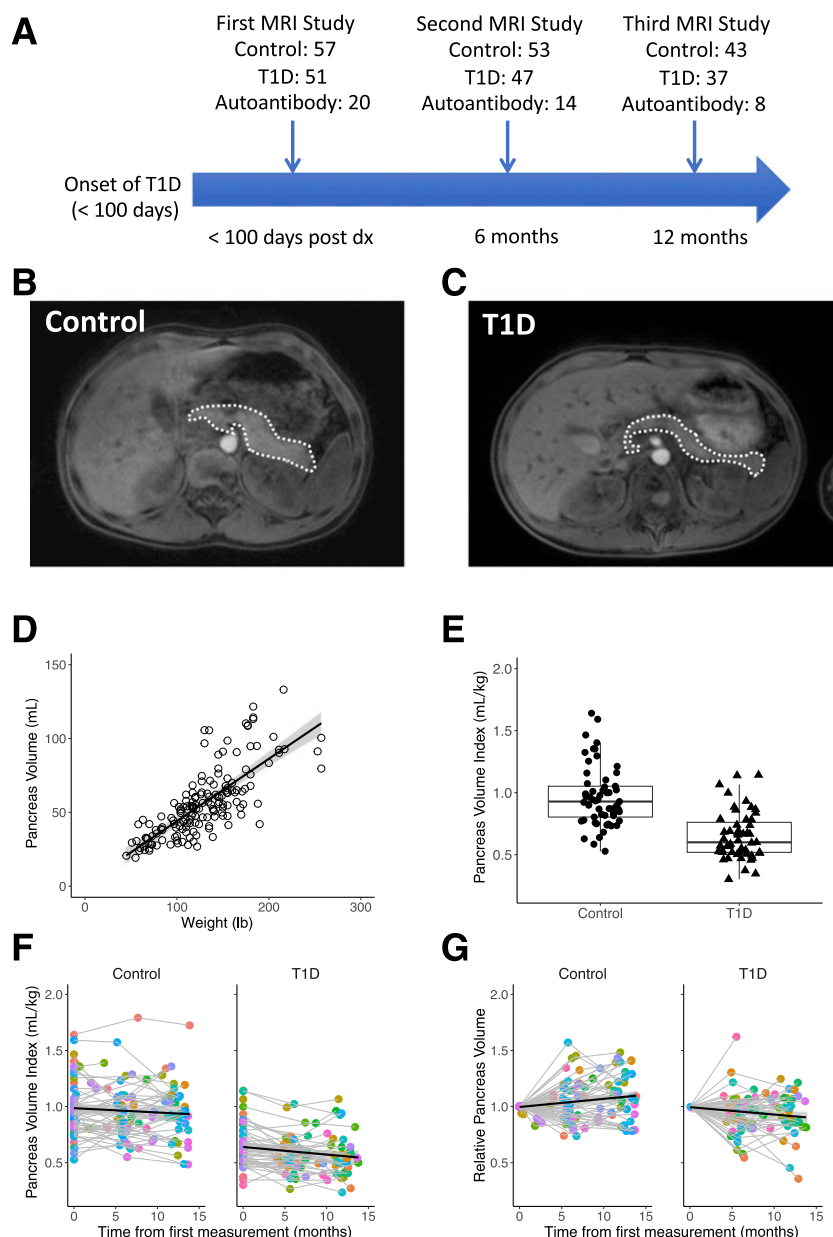 A
First MRI Study
Control: 57
T1D: 51
Autoantibody: 20
Second MRI Study
Control: 53
T1D: 47
Autoantibody: 14
Third MRI Study
Control: 43
T1D: 37
Autoantibody: 8
Onset of T1D
(< 100 days)
< 100 days post dx
6 months
12 months
B
Control
C
T1D
D
Pancreas Volume (mL)
150
100
50
0
0
100
200
300
Weight (lb)
E
Pancreas Volume Index (mL/kg)
2.0
1.5
1.0
0.5
Control
T1D
F
Control
T1D
Pancreas Volume Index (mL/kg)
2.0
1.5
1.0
0.5
0
5
10
15
0
5
10
15
Time from first measurement (months)
G
Control
T1D
Relative Pancreas Volume
2.0
1.5
1.0
0.5
0
5
10
15
0
5
10
15
Time from first measurement (months)